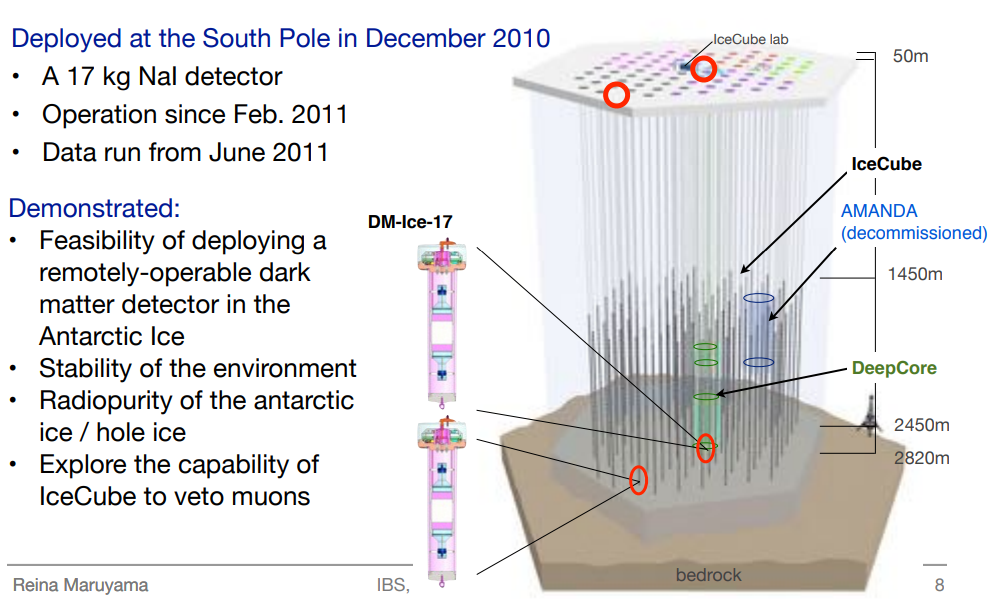 Deployed at the South Pole in December 2010
• A 17 kg NaI detector
• Operation since Feb. 2011
• Data run from June 2011
Demonstrated:
• Feasibility of deploying a
remotely-operable dark
matter detector in the
Antarctic Ice
• Stability of the environment
• Radiopurity of the antarctic
ice / hole ice
• Explore the capability of
IceCube to veto muons
DM-Ice-17
IceCube lab
50m
IceCube
AMANDA
(decommissioned)
1450m
DeepCore
2450m
2820m
bedrock
Reina Maruyama
IBS,
8